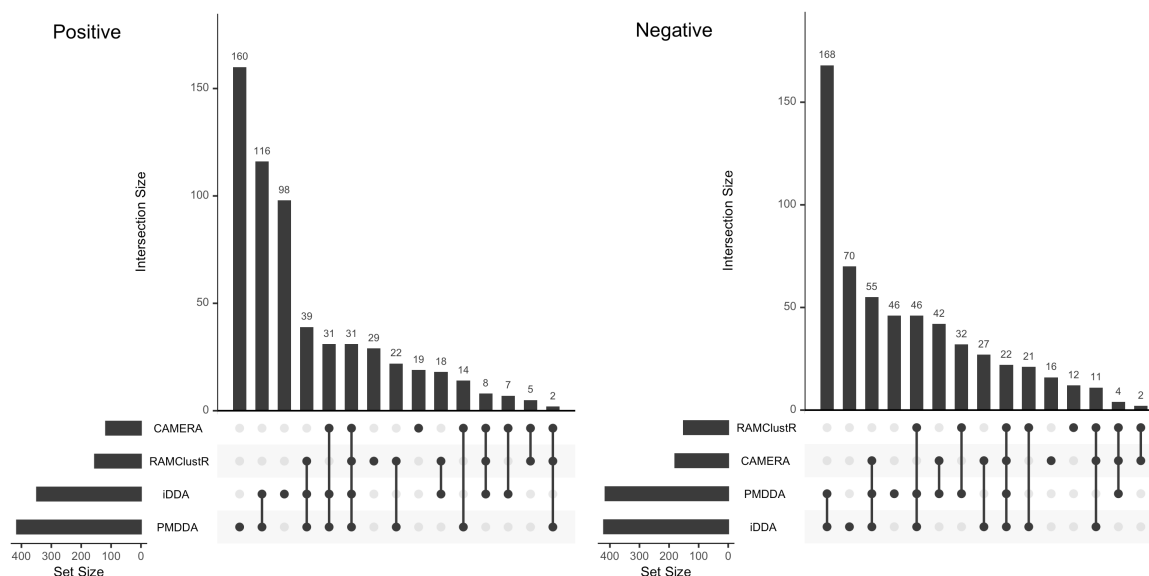 Positive
Intersection Size
150
100
50
0
160
116
98
39
31
31
29
22
19
18
14
8
7
5
2
CAMERA
RAMClustR
iDDA
PMDDA
400 300 200 100 0
Set Size
Negative
Intersection Size
150
100
50
0
168
70
55
46
46
42
32
27
22
21
16
12
11
4
2
RAMClustR
CAMERA
PMDDA
iDDA
400 300 200 100 0
Set Size